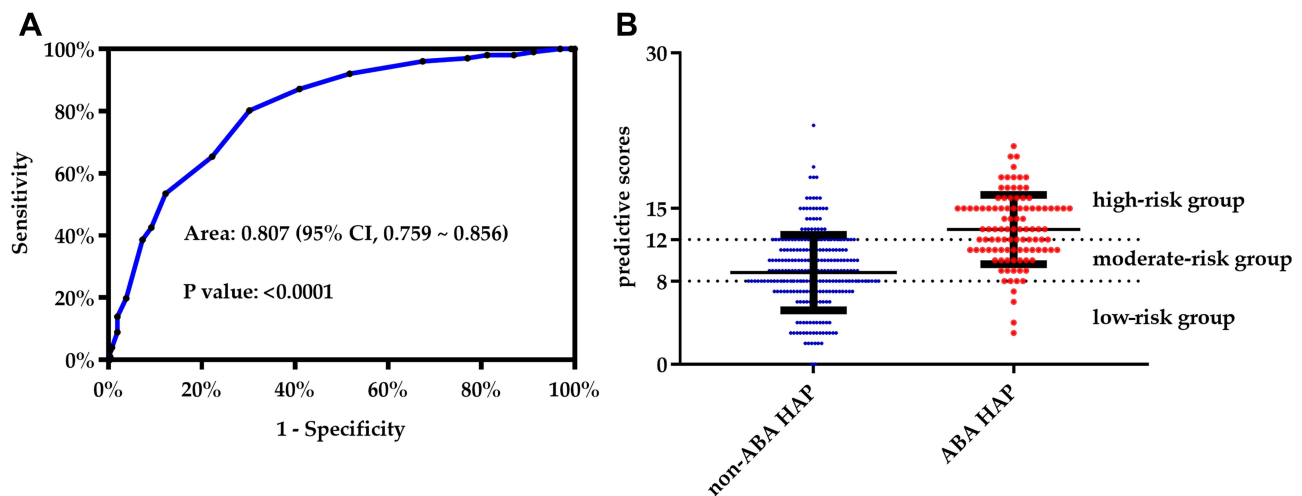 A
100%
80%
60%
40%
20%
0%
0%
20%
40%
60%
80%
100%
Sensitivity
1 - Specificity
Area: 0.807 (95% CI, 0.759 ~ 0.856)
P value: <0.0001
B
30
15
12
8
0
predictive scores
high-risk group
moderate-risk group
low-risk group
non-ABA HAP
ABA HAP